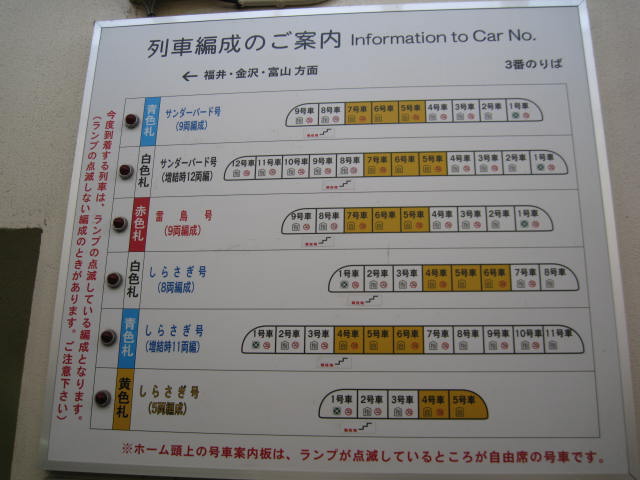 列車編成のご案内 Information to Car No.
← 福井・金沢・富山 方面
3番のりば
今度到着する列車は、ランプの点滅している編成となります。
(ランプの点滅しない編成のときがあります。ご注意下さい)
青色札 サンダーバード号 (9両編成) 9号車 8号車 7号車 6号車 5号車 4号車 3号車 2号車 1号車
白色札 サンダーバード号 (増結時12両編) 12号車 11号車 10号車 9号車 8号車 7号車 6号車 5号車 4号車 3号車 2号車 1号車
赤色札 雷鳥号 (9両編成) 9号車 8号車 7号車 6号車 5号車 4号車 3号車 2号車 1号車
白色札 しらさぎ号 (8両編成) 1号車 2号車 3号車 4号車 5号車 6号車 7号車 8号車
青色札 しらさぎ号 (増結時11両編) 1号車 2号車 3号車 4号車 5号車 6号車 7号車 8号車 9号車 10号車 11号車
黄色札 しらさぎ号 (5両編成) 1号車 2号車 3号車 4号車 5号車
※ホーム頭上の号車案内板は、ランプが点滅しているところが自由席の号車です。